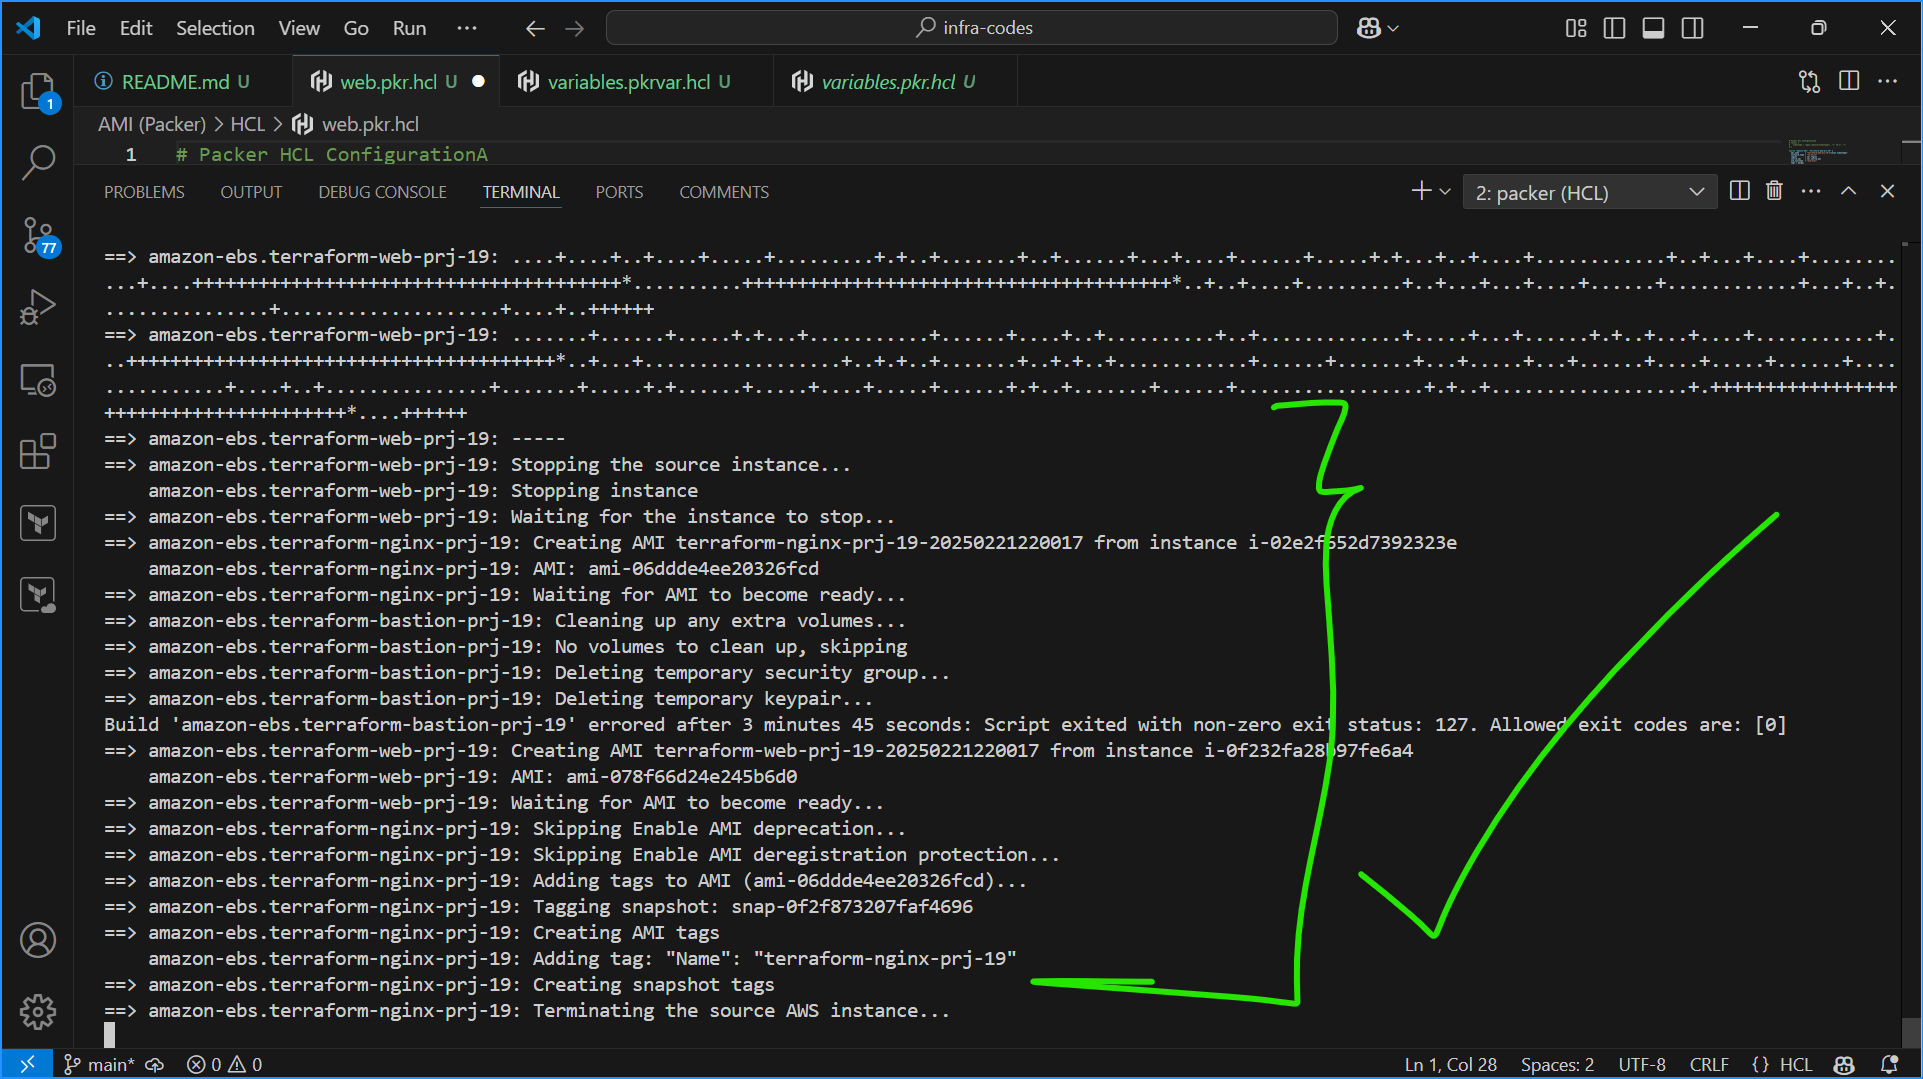 File Edit Selection View Go Run ··· infra-codes
README.md U web.pkr.hcl U variables.pkrvar.hcl U variables.pkr.hcl U
AMI (Packer) > HCL > web.pkr.hcl
1 # Packer HCL ConfigurationA
PROBLEMS OUTPUT DEBUG CONSOLE TERMINAL PORTS COMMENTS 2: packer (HCL)
==> amazon-ebs.terraform-web-prj-19:
==> amazon-ebs.terraform-web-prj-19:
==> amazon-ebs.terraform-web-prj-19: -----
==> amazon-ebs.terraform-web-prj-19: Stopping the source instance...
amazon-ebs.terraform-web-prj-19: Stopping instance
==> amazon-ebs.terraform-web-prj-19: Waiting for the instance to stop...
==> amazon-ebs.terraform-nginx-prj-19: Creating AMI terraform-nginx-prj-19-20250221220017 from instance i-02e2f652d7392323e
amazon-ebs.terraform-nginx-prj-19: AMI: ami-06ddde4ee20326fcd
==> amazon-ebs.terraform-nginx-prj-19: Waiting for AMI to become ready...
==> amazon-ebs.terraform-bastion-prj-19: Cleaning up any extra volumes...
==> amazon-ebs.terraform-bastion-prj-19: No volumes to clean up, skipping
==> amazon-ebs.terraform-bastion-prj-19: Deleting temporary security group...
==> amazon-ebs.terraform-bastion-prj-19: Deleting temporary keypair...
Build 'amazon-ebs.terraform-bastion-prj-19' errored after 3 minutes 45 seconds: Script exited with non-zero exit status: 127. Allowed exit codes are: [0]
==> amazon-ebs.terraform-web-prj-19: Creating AMI terraform-web-prj-19-20250221220017 from instance i-0f232fa28b97fe6a4
amazon-ebs.terraform-web-prj-19: AMI: ami-078f66d24e245b6d0
==> amazon-ebs.terraform-web-prj-19: Waiting for AMI to become ready...
==> amazon-ebs.terraform-nginx-prj-19: Skipping Enable AMI deprecation...
==> amazon-ebs.terraform-nginx-prj-19: Skipping Enable AMI deregistration protection...
==> amazon-ebs.terraform-nginx-prj-19: Adding tags to AMI (ami-06ddde4ee20326fcd)...
==> amazon-ebs.terraform-nginx-prj-19: Tagging snapshot: snap-0f2f873207faf4696
==> amazon-ebs.terraform-nginx-prj-19: Creating AMI tags
amazon-ebs.terraform-nginx-prj-19: Adding tag: "Name": "terraform-nginx-prj-19"
==> amazon-ebs.terraform-nginx-prj-19: Creating snapshot tags
==> amazon-ebs.terraform-nginx-prj-19: Terminating the source AWS instance...
1
77
main* 0 0 Ln 1, Col 28 Spaces: 2 UTF-8 CRLF {} HCL